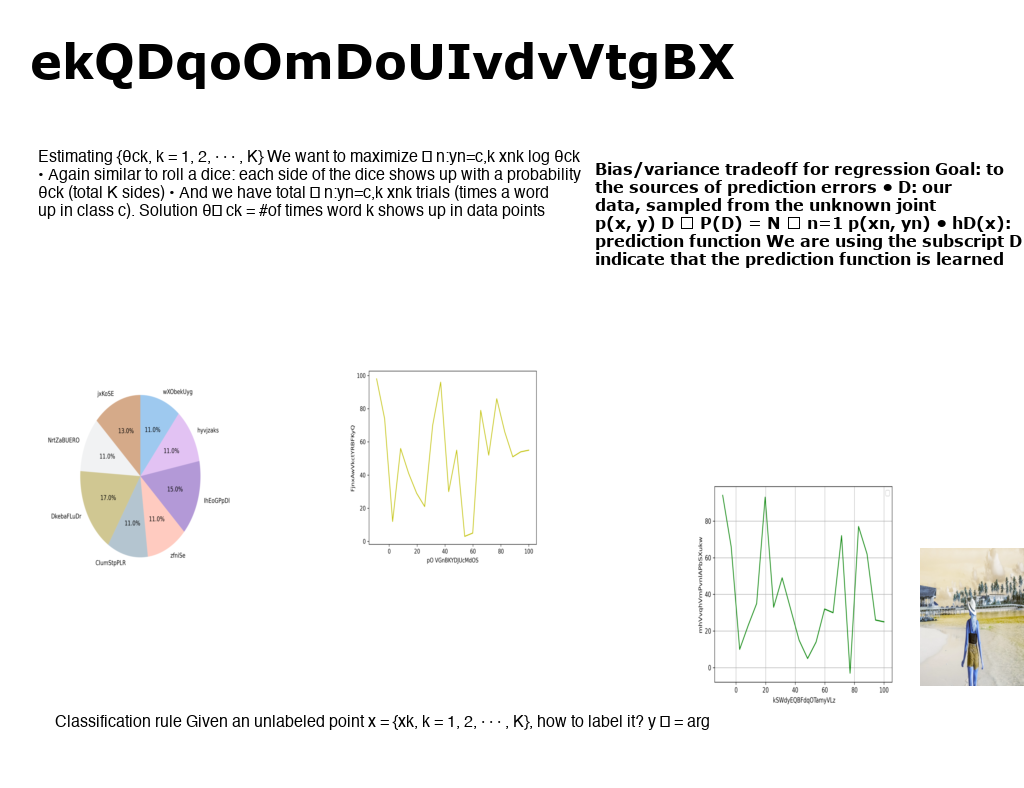 ekQDqoOmDoUIvdvVtgBX
Estimating {θck, k = 1, 2, · · · , K} We want to maximize □ n:yn=c,k xnk log θck
• Again similar to roll a dice: each side of the dice shows up with a probability
θck (total K sides) • And we have total □ n:yn=c,k xnk trials (times a word
up in class c). Solution θ□ ck = #of times word k shows up in data points
Bias/variance tradeoff for regression Goal: to
the sources of prediction errors ● D: our
data, sampled from the unknown joint
p(x, y) D □ P(D) = N □ n=1 p(xn, yn) ● hD(x):
prediction function We are using the subscript D
indicate that the prediction function is learned
jxKoSE
wXObekUyg
hyvjzaks
IhEoGPpDl
zfniSe
ClumStpPLR
DkebaFLuDr
NrtZaBUERO
13.0%
11.0%
11.0%
15.0%
11.0%
11.0%
17.0%
11.0%
100
80
60
40
20
0
0 20 40 60 80 100
pO VGnBKYDJUcMdOS
80
60
40
20
0
0 20 40 60 80 100
kSWdyEQBFdqOTamyVLz
Classification rule Given an unlabeled point x = {xk, k = 1, 2, · · · , K}, how to label it? y □ = arg